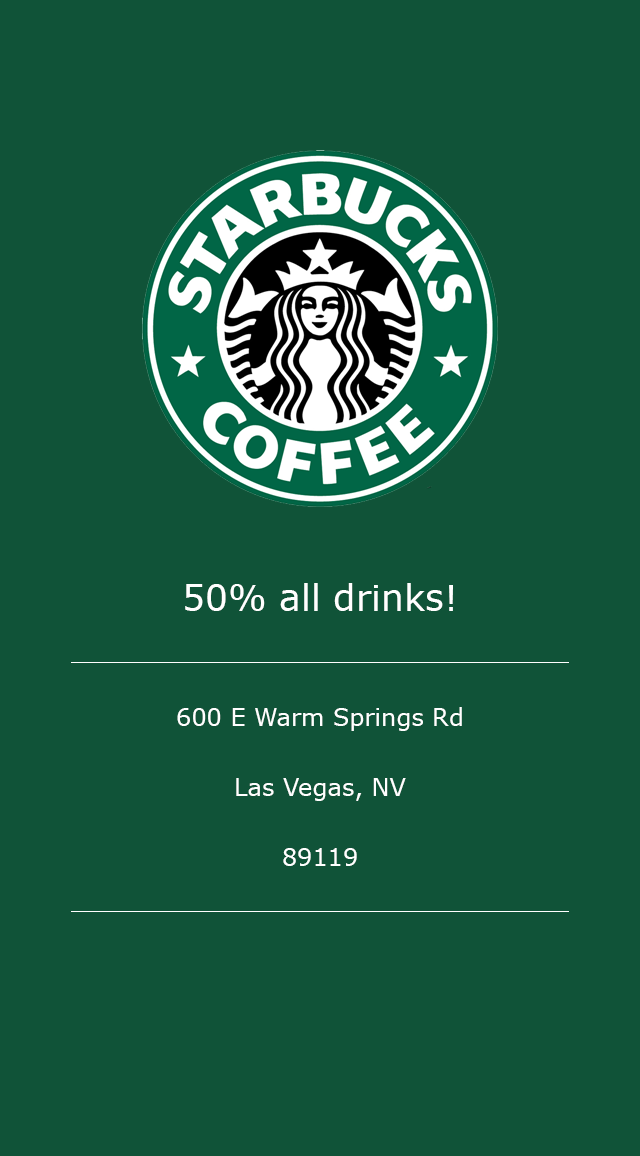 STARBUCKS
COFFEE
50% all drinks!
600 E Warm Springs Rd
Las Vegas, NV
89119